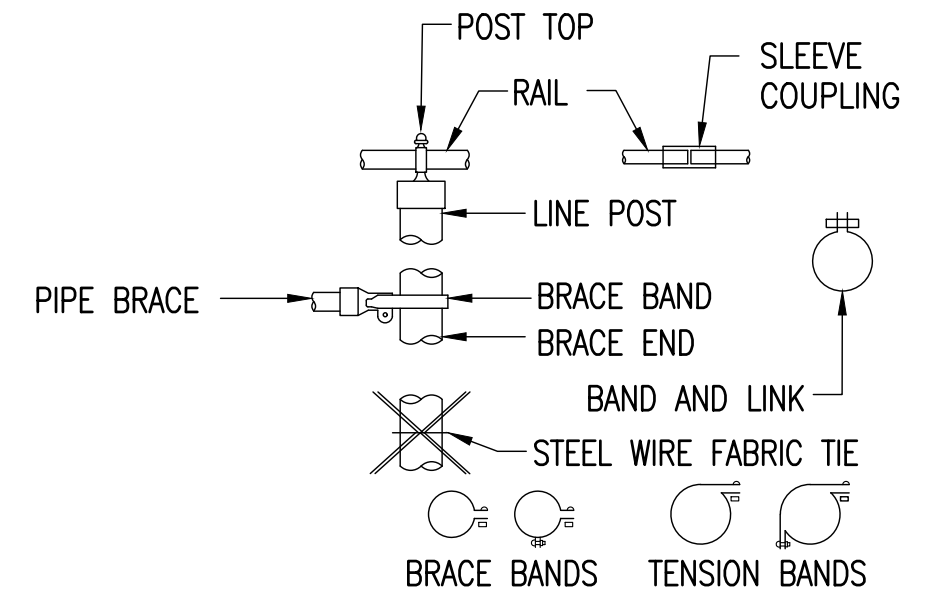 POST TOP
SLEEVE
COUPLING
RAIL
LINE POST
PIPE BRACE
BRACE BAND
BRACE END
BAND AND LINK
STEEL WIRE FABRIC TIE
BRACE BANDS
TENSION BANDS